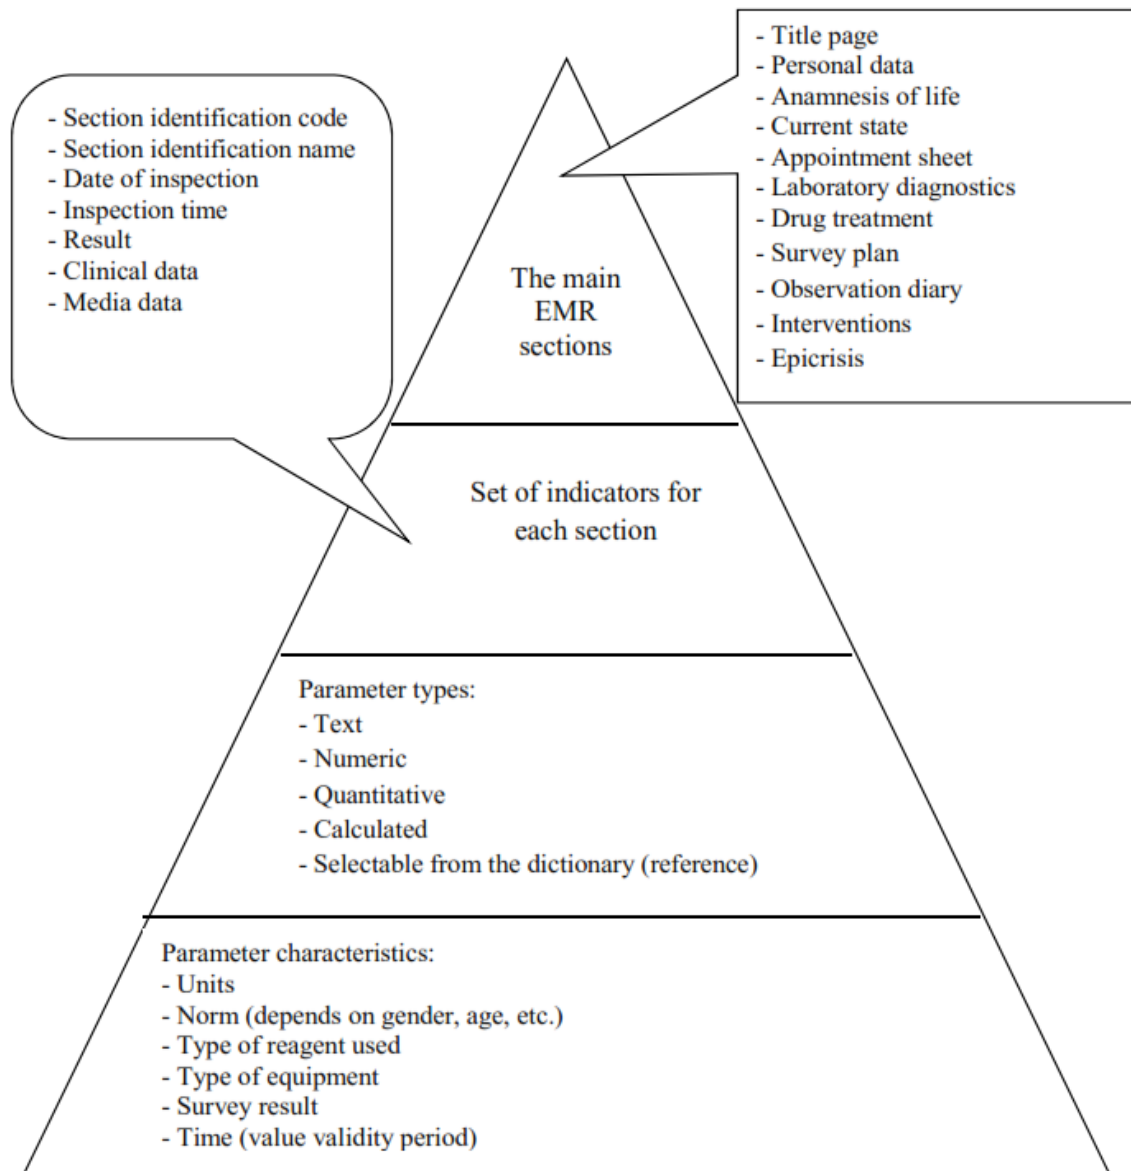 - Title page
- Personal data
- Anamnesis of life
- Current state
- Appointment sheet
- Laboratory diagnostics
- Drug treatment
- Survey plan
- Observation diary
- Interventions
- Epicrisis
- Section identification code
- Section identification name
- Date of inspection
- Inspection time
- Result
- Clinical data
- Media data
The main
EMR
sections
Set of indicators for
each section
Parameter types:
- Text
- Numeric
- Quantitative
- Calculated
- Selectable from the dictionary (reference)
Parameter characteristics:
- Units
- Norm (depends on gender, age, etc.)
- Type of reagent used
- Type of equipment
- Survey result
- Time (value validity period)